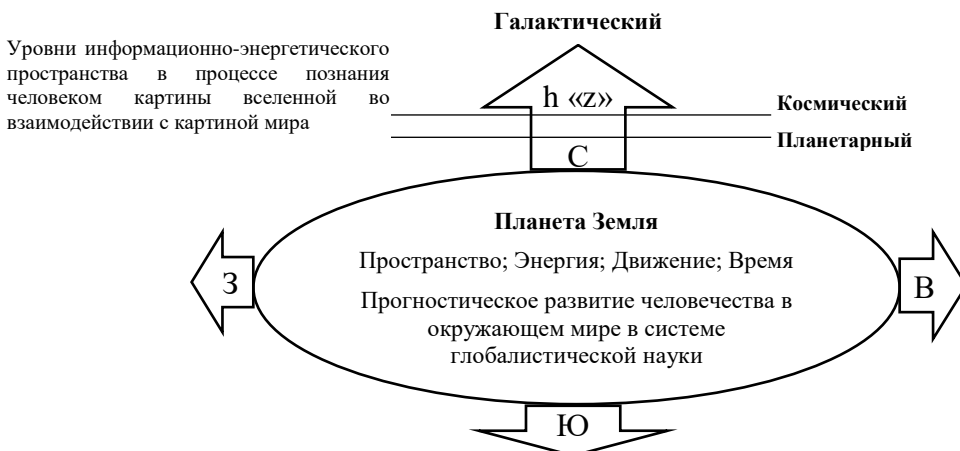 Галактический
Уровни информационно-энергетического
пространства в процессе познания
человеком картины вселенной во
взаимодействии с картиной мира
h «z»
Космический
Планетарный
С
Планета Земля
Пространство; Энергия; Движение; Время
З
В
Прогностическое развитие человечества в
окружающем мире в системе
глобалистической науки
Ю